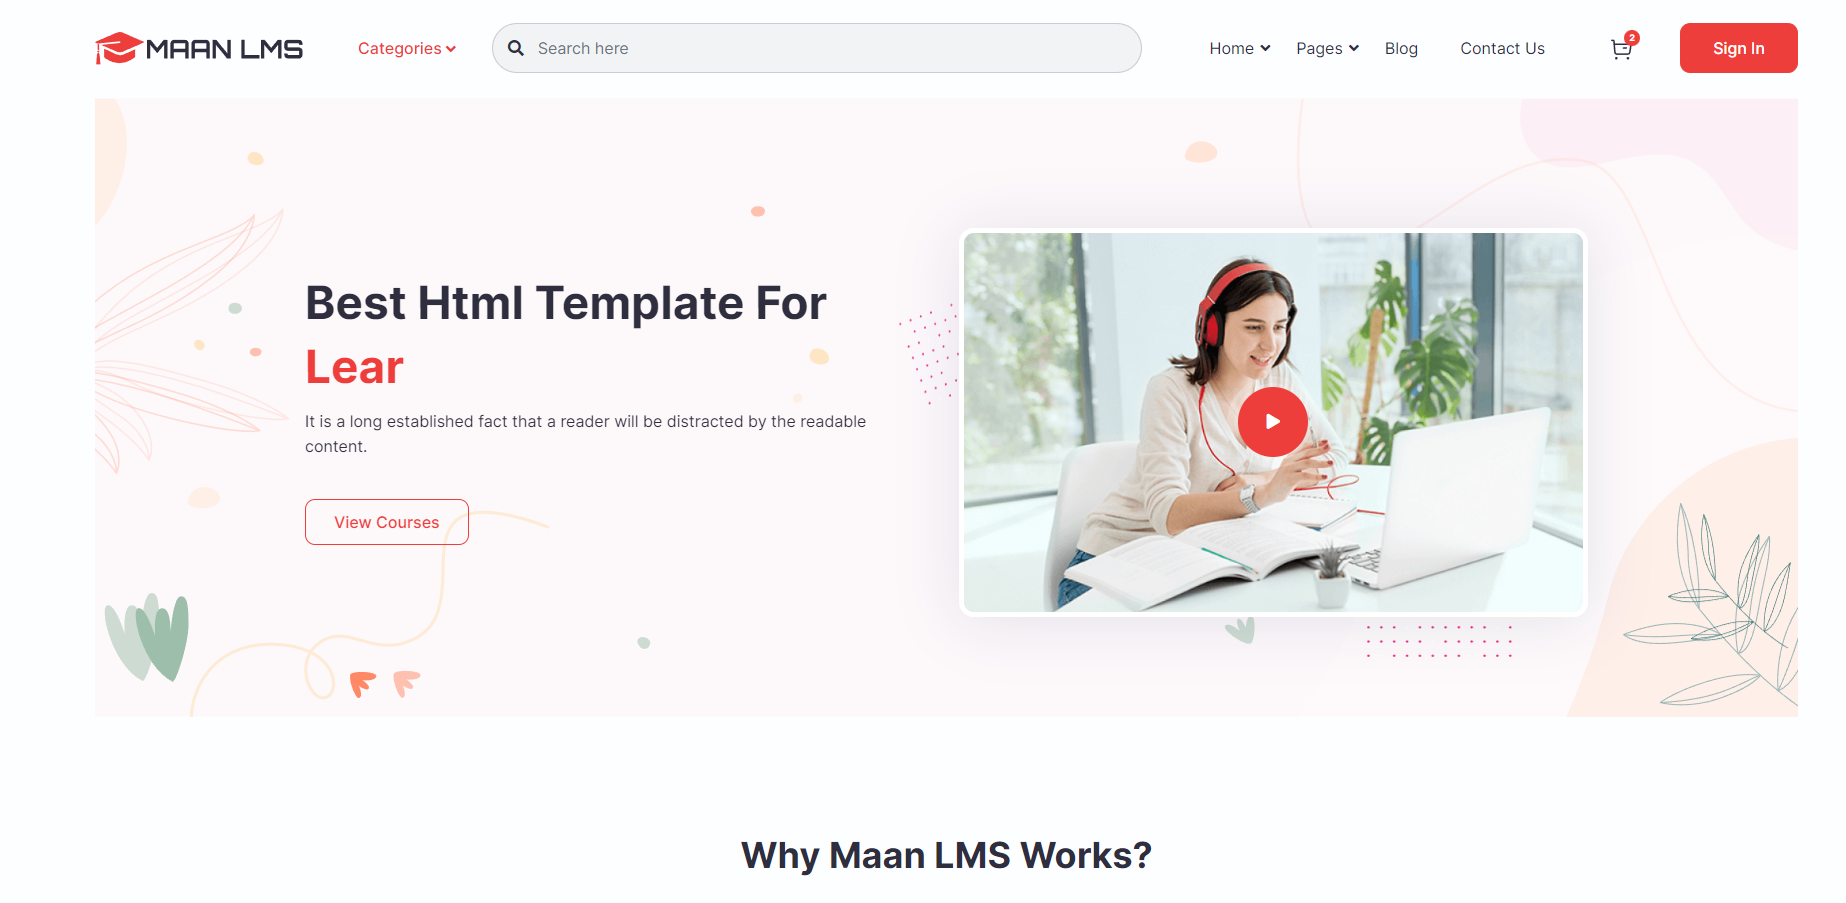 MAAN LMS
Categories
Search here
Home
Pages
Blog
Contact Us
2
Sign In
Best Html Template For
Lear
It is a long established fact that a reader will be distracted by the readable
content.
View Courses
Why Maan LMS Works?